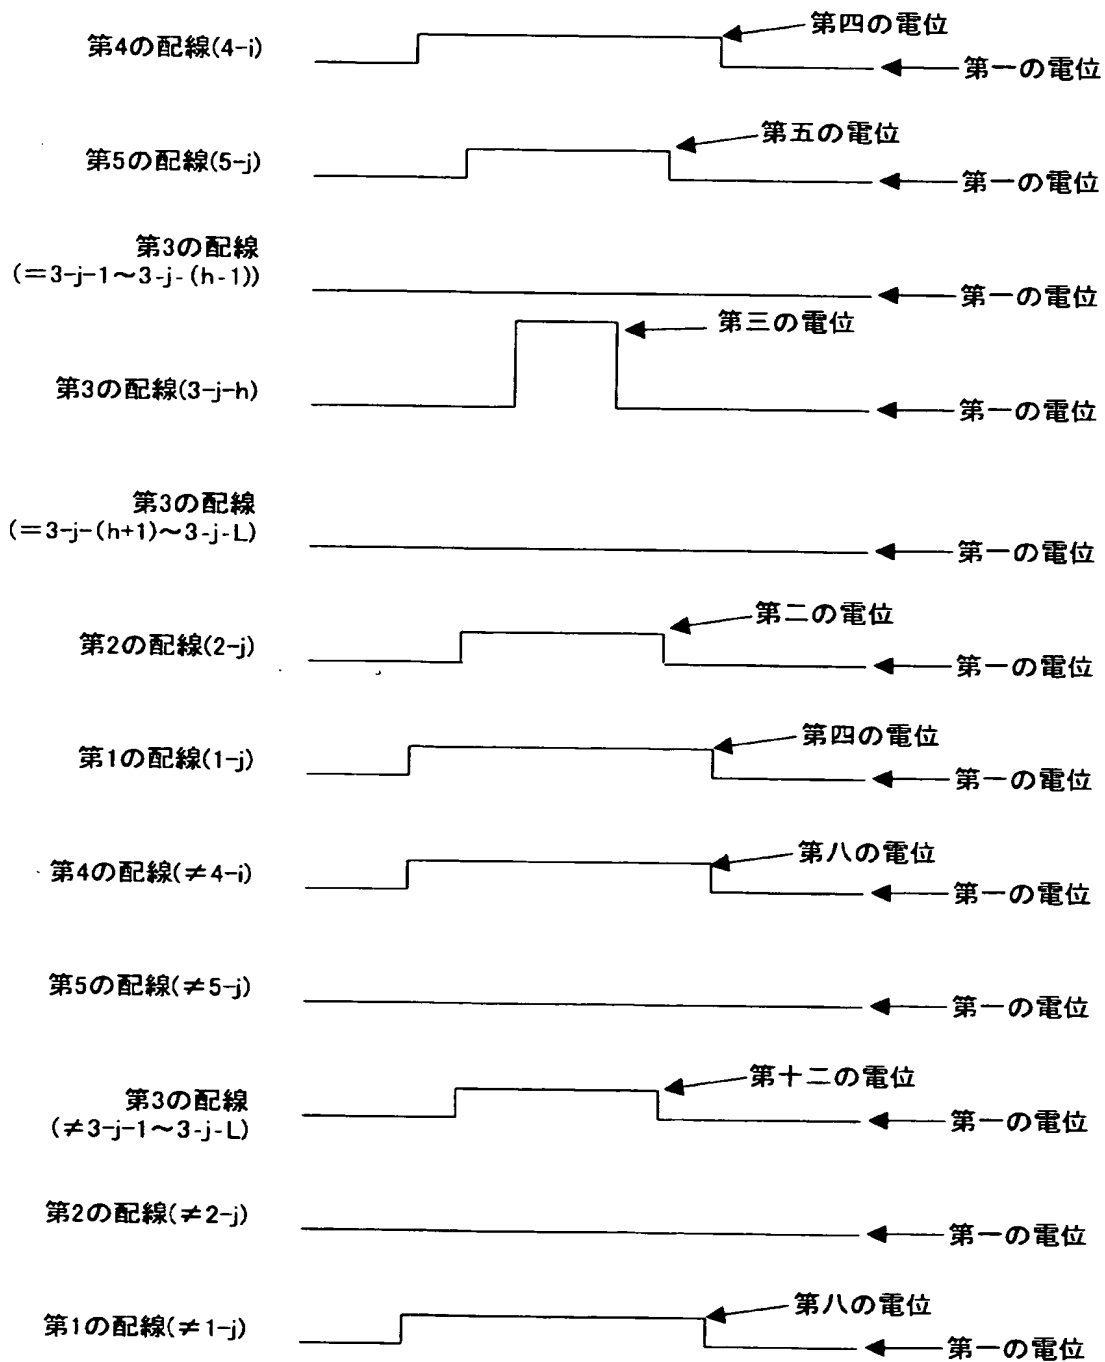 第四の電位
第4の配線(4-i)
第一の電位
第五の電位
第5の配線(5-j)
第一の電位
第3の配線
(=3-j-1～3-j-(h-1))
第一の電位
第三の電位
第3の配線(3-j-h)
第一の電位
第3の配線
(=3-j-(h+1)～3-j-L)
第一の電位
第二の電位
第2の配線(2-j)
第一の電位
第四の電位
第1の配線(1-j)
第一の電位
第八の電位
第4の配線(≠4-i)
第一の電位
第5の配線(≠5-j)
第一の電位
第十二の電位
第3の配線
(≠3-j-1～3-j-L)
第一の電位
第2の配線(≠2-j)
第一の電位
第八の電位
第1の配線(≠1-j)
第一の電位